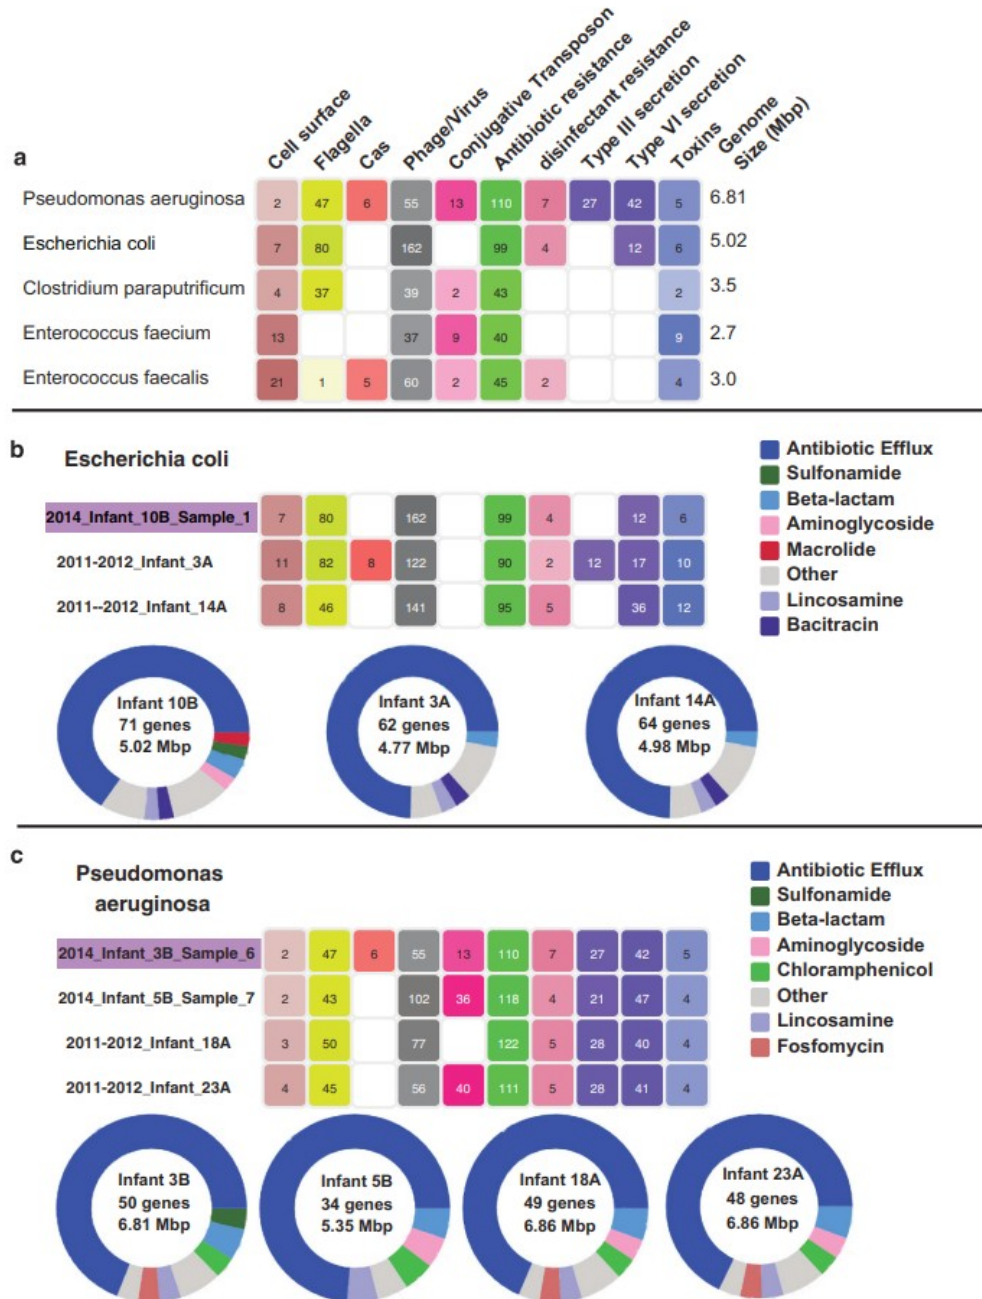 a
Cell surface
Flagella
Cas
Phage/Virus
Conjugative Transposon
Antibiotic resistance
disinfectant resistance
Type III secretion
Type VI secretion
Toxins
Genome
Size (Mbp)
Pseudomonas aeruginosa 2 47 6 55 13 110 7 27 42 5 6.81
Escherichia coli 7 80 162 99 4 12 6 5.02
Clostridium paraputrificum 4 37 39 2 43 2 3.5
Enterococcus faecium 13 37 9 40 9 2.7
Enterococcus faecalis 21 1 5 60 2 45 2 4 3.0
b
Escherichia coli
2014_Infant_10B_Sample_1 7 80 162 99 4 12 6
2011-2012_Infant_3A 11 82 8 122 90 2 12 17 10
2011--2012_Infant_14A 8 46 141 95 5 36 12
Antibiotic Efflux
Sulfonamide
Beta-lactam
Aminoglycoside
Macrolide
Other
Lincosamine
Bacitracin
Infant 10B
71 genes
5.02 Mbp
Infant 3A
62 genes
4.77 Mbp
Infant 14A
64 genes
4.98 Mbp
c
Pseudomonas
aeruginosa
2014_Infant_3B_Sample_6 2 47 6 55 13 110 7 27 42 5
2014_Infant_5B_Sample_7 2 43 102 36 118 4 21 47 4
2011-2012_Infant_18A 3 50 77 122 5 28 40 4
2011-2012_Infant_23A 4 45 56 40 111 5 28 41 4
Antibiotic Efflux
Sulfonamide
Beta-lactam
Aminoglycoside
Chloramphenicol
Other
Lincosamine
Fosfomycin
Infant 3B
50 genes
6.81 Mbp
Infant 5B
34 genes
5.35 Mbp
Infant 18A
49 genes
6.86 Mbp
Infant 23A
48 genes
6.86 Mbp